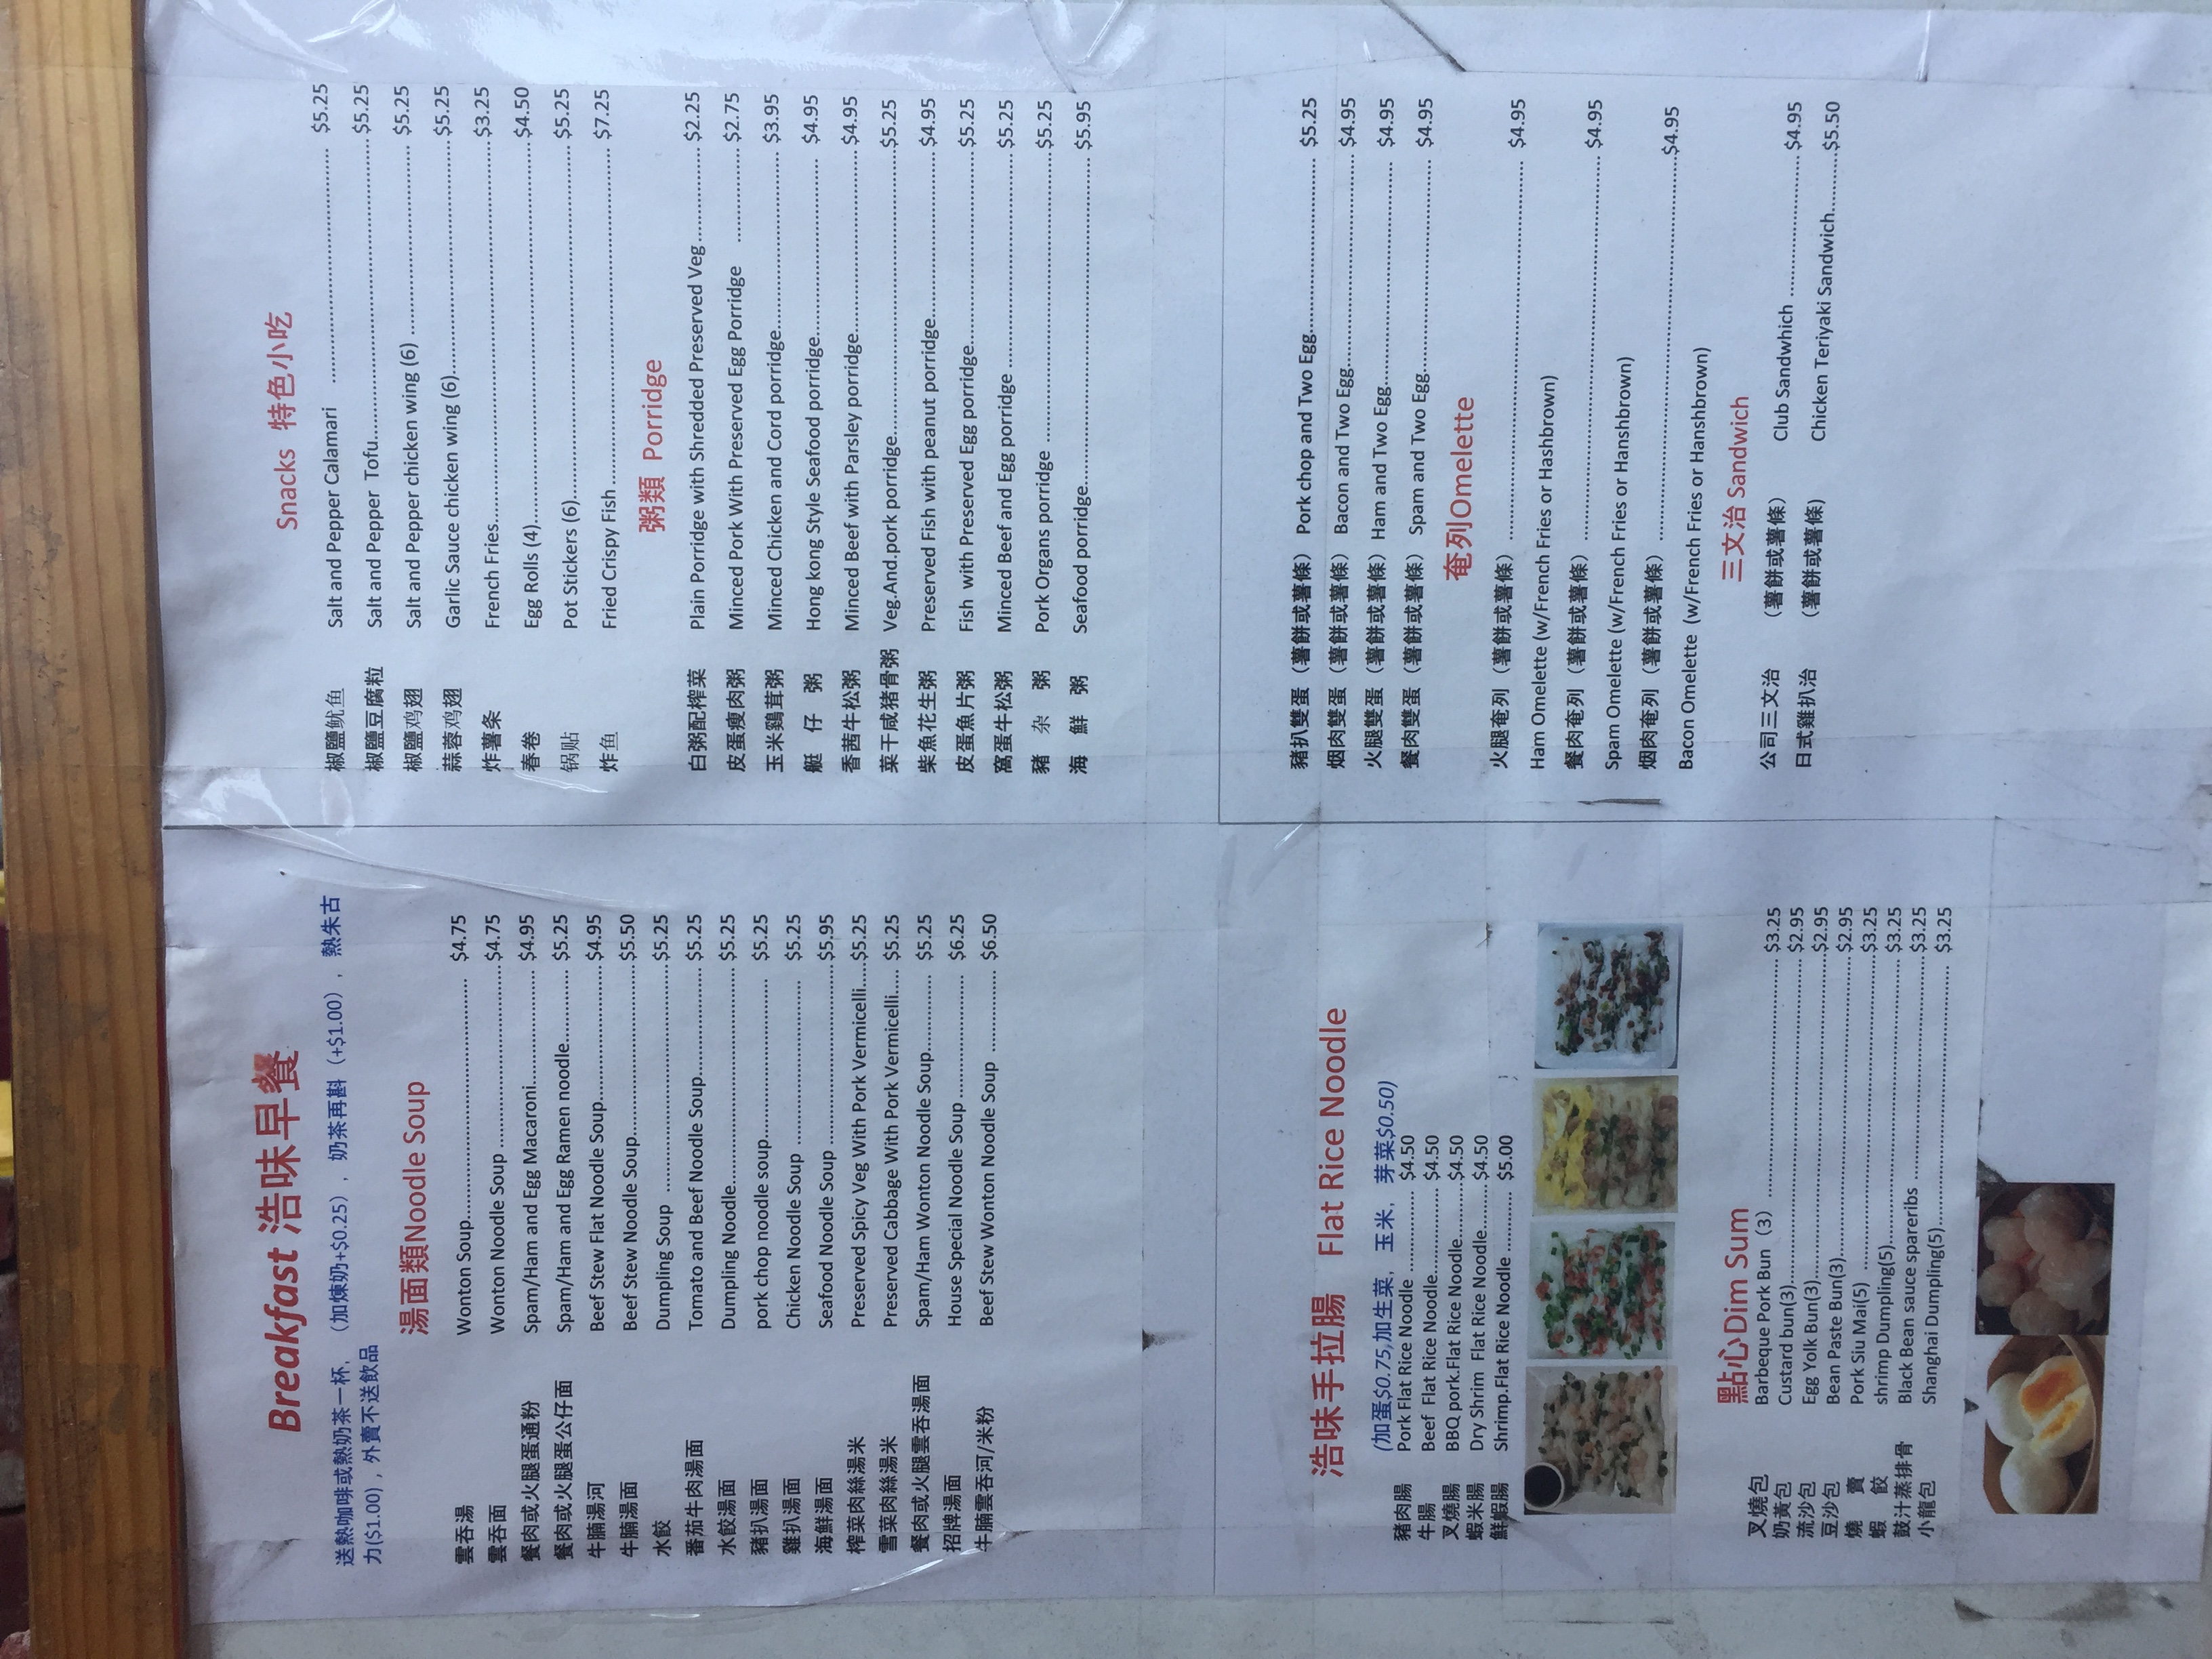 Breakfast 浩味早餐
送熱咖啡或熱奶茶一杯，（加煉奶+$0.25），奶茶再斟（+$1.00），熱朱古
力($1.00)，外賣不送飲品
湯面類Noodle Soup
雲吞湯 Wonton Soup $4.75
雲吞面 Wonton Noodle Soup $4.75
餐肉或火腿蛋通粉 Spam/Ham and Egg Macaroni $4.95
餐肉或火腿蛋公仔面 Spam/Ham and Egg Ramen noodle $5.25
牛腩湯河 Beef Stew Flat Noodle Soup $4.95
牛腩湯面 Beef Stew Noodle Soup $5.50
水餃 Dumpling Soup $5.25
番茄牛肉湯面 Tomato and Beef Noodle Soup $5.25
水餃湯面 Dumpling Noodle $5.25
豬扒湯面 pork chop noodle soup $5.25
雞扒湯面 Chicken Noodle Soup $5.25
海鮮湯面 Seafood Noodle Soup $5.95
榨菜肉絲湯米 Preserved Spicy Veg With Pork Vermicelli $5.25
雪菜肉絲湯米 Preserved Cabbage With Pork Vermicelli $5.25
餐肉或火腿雲吞湯面 Spam/Ham Wonton Noodle Soup $5.25
招牌湯面 House Special Noodle Soup $6.25
牛腩雲吞河/米粉 Beef Stew Wonton Noodle Soup $6.50
Snacks 特色小吃
椒鹽鱿鱼 Salt and Pepper Calamari $5.25
椒鹽豆腐粒 Salt and Pepper Tofu $5.25
椒鹽鸡翅 Salt and Pepper chicken wing (6) $5.25
蒜蓉鸡翅 Garlic Sauce chicken wing (6) $5.25
炸薯条 French Fries $3.25
春卷 Egg Rolls (4) $4.50
锅贴 Pot Stickers (6) $5.25
炸鱼 Fried Crispy Fish $7.25
粥類 Porridge
白粥配榨菜 Plain Porridge with Shredded Preserved Veg $2.25
皮蛋瘦肉粥 Minced Pork With Preserved Egg Porridge $2.75
玉米鷄茸粥 Minced Chicken and Cord porridge $3.95
艇仔粥 Hong kong Style Seafood porridge $4.95
香茜牛松粥 Minced Beef with Parsley porridge $4.95
菜干咸猪骨粥 Veg.And.pork porridge $5.25
柴魚花生粥 Preserved Fish with peanut porridge $4.95
皮蛋魚片粥 Fish with Preserved Egg porridge $5.25
窩蛋牛松粥 Minced Beef and Egg porridge $5.25
豬杂粥 Pork Organs porridge $5.25
海鮮粥 Seafood porridge $5.95
浩味手拉腸 Flat Rice Noodle
(加蛋$0.75,加生菜，玉米，芽菜$0.50)
豬肉腸 Pork Flat Rice Noodle $4.50
牛腸 Beef Flat Rice Noodle $4.50
叉燒腸 BBQ pork.Flat Rice Noodle $4.50
蝦米腸 Dry Shrim Flat Rice Noodle $4.50
鮮蝦腸 Shrimp.Flat Rice Noodle $5.00
點心Dim Sum
叉燒包 Barbeque Pork Bun（3） $3.25
奶黃包 Custard bun(3) $2.95
流沙包 Egg Yolk Bun(3) $2.95
豆沙包 Bean Paste Bun(3) $2.95
燒賣 Pork Siu Mai(5) $3.25
蝦餃 shrimp Dumpling(5) $3.25
鼓汁蒸排骨 Black Bean sauce spareribs $3.25
小龍包 Shanghai Dumpling(5) $3.25
豬扒雙蛋（薯餅或薯條） Pork chop and Two Egg $5.25
烟肉雙蛋（薯餅或薯條） Bacon and Two Egg $4.95
火腿雙蛋（薯餅或薯條）Ham and Two Egg $4.95
餐肉雙蛋（薯餅或薯條） Spam and Two Egg $4.95
奄列Omelette
火腿奄列（薯餅或薯條） $4.95
Ham Omelette (w/French Fries or Hashbrown)
餐肉奄列（薯餅或薯條） $4.95
Spam Omelette (w/French Fries or Hanshbrown)
烟肉奄列（薯餅或薯條） $4.95
Bacon Omelette (w/French Fries or Hanshbrown)
三文治 Sandwich
公司三文治 （薯餅或薯條） Club Sandwhich $4.95
日式雞扒治 （薯餅或薯條) Chicken Teriyaki Sandwich $5.50